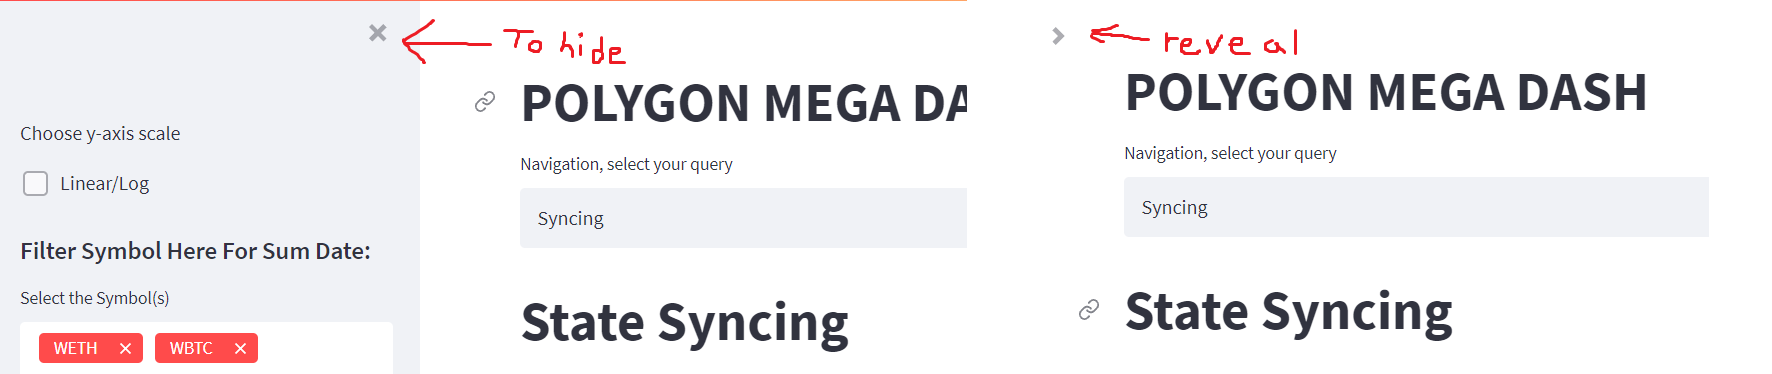 To hide
Choose y-axis scale
Linear/Log
Filter Symbol Here For Sum Date:
Select the Symbol(s)
WETH × WBTC ×
POLYGON MEGA DA
Navigation, select your query
Syncing
State Syncing
reveal
POLYGON MEGA DASH
Navigation, select your query
Syncing
State Syncing